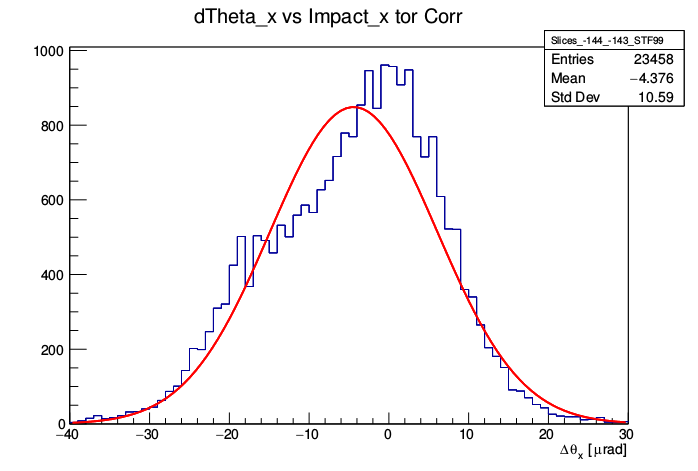 dTheta_x vs Impact_x tor Corr
Slices_-144_-143_STF99
Entries 23458
Mean −4.376
Std Dev 10.59
1000
800
600
400
200
0
−40 −30 −20 −10 0 10 20 30
Δθx [μrad]